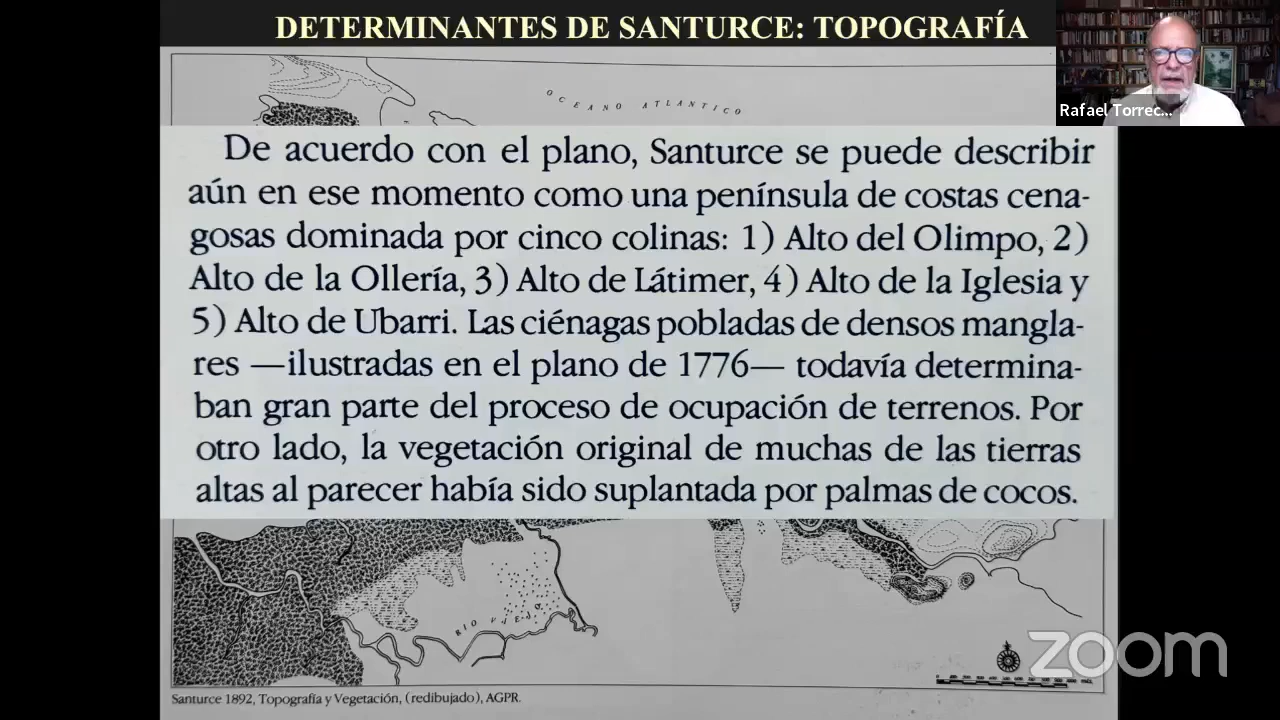 DETERMINANTES DE SANTURCE: TOPOGRAFÍA
Rafael Torrec...
OCEANO ATLANTICO
De acuerdo con el plano, Santurce se puede describir
aún en ese momento como una península de costas cena-
gosas dominada por cinco colinas: 1) Alto del Olimpo, 2)
Alto de la Ollería, 3) Alto de Látimer, 4) Alto de la Iglesia y
5) Alto de Ubarri. Las ciénagas pobladas de densos mangla-
res —ilustradas en el plano de 1776— todavía determina-
ban gran parte del proceso de ocupación de terrenos. Por
otro lado, la vegetación original de muchas de las tierras
altas al parecer había sido suplantada por palmas de cocos.
RIO VIEJO
zoom
Santurce 1892, Topografía y Vegetación, (redibujado), AGPR.